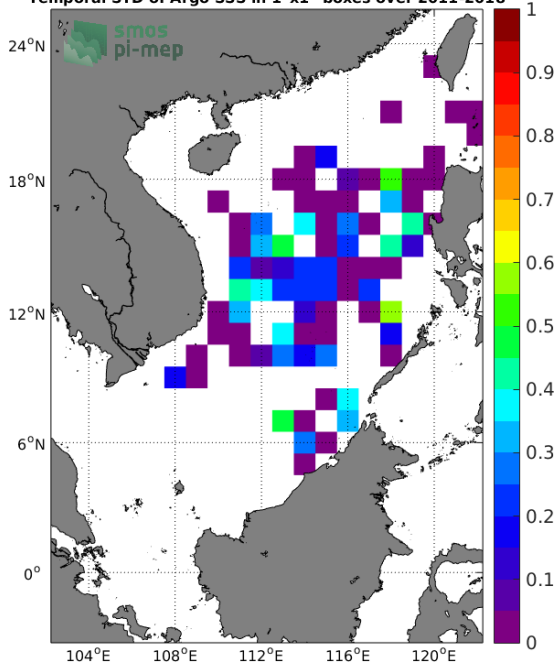 Temporal STD of Argo SSS in 1°x1° boxes over 2011-2016
smos
pi-mep
24°N
18°N
12°N
6°N
0°
104°E
108°E
112°E
116°E
120°E
1
0.9
0.8
0.7
0.6
0.5
0.4
0.3
0.2
0.1
0